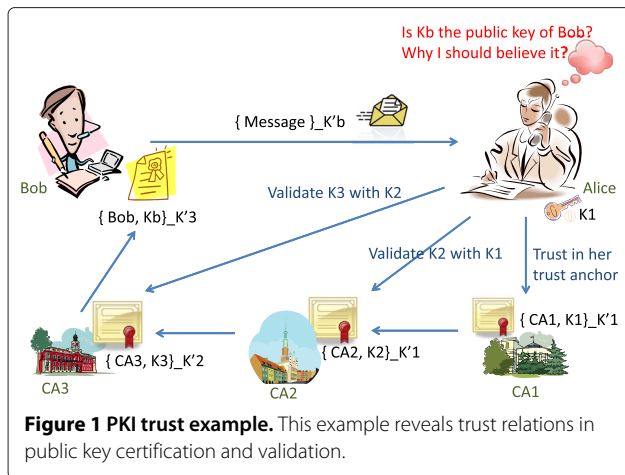 Is Kb the public key of Bob?
Why I should believe it?
{ Message }_K’b
Bob
Alice
K1
{ Bob, Kb}_K’3
Validate K3 with K2
Validate K2 with K1
Trust in her
trust anchor
{ CA3, K3}_K’2
{ CA2, K2}_K’1
{ CA1, K1}_K’1
CA3
CA2
CA1
Figure 1 PKI trust example. This example reveals trust relations in
public key certification and validation.